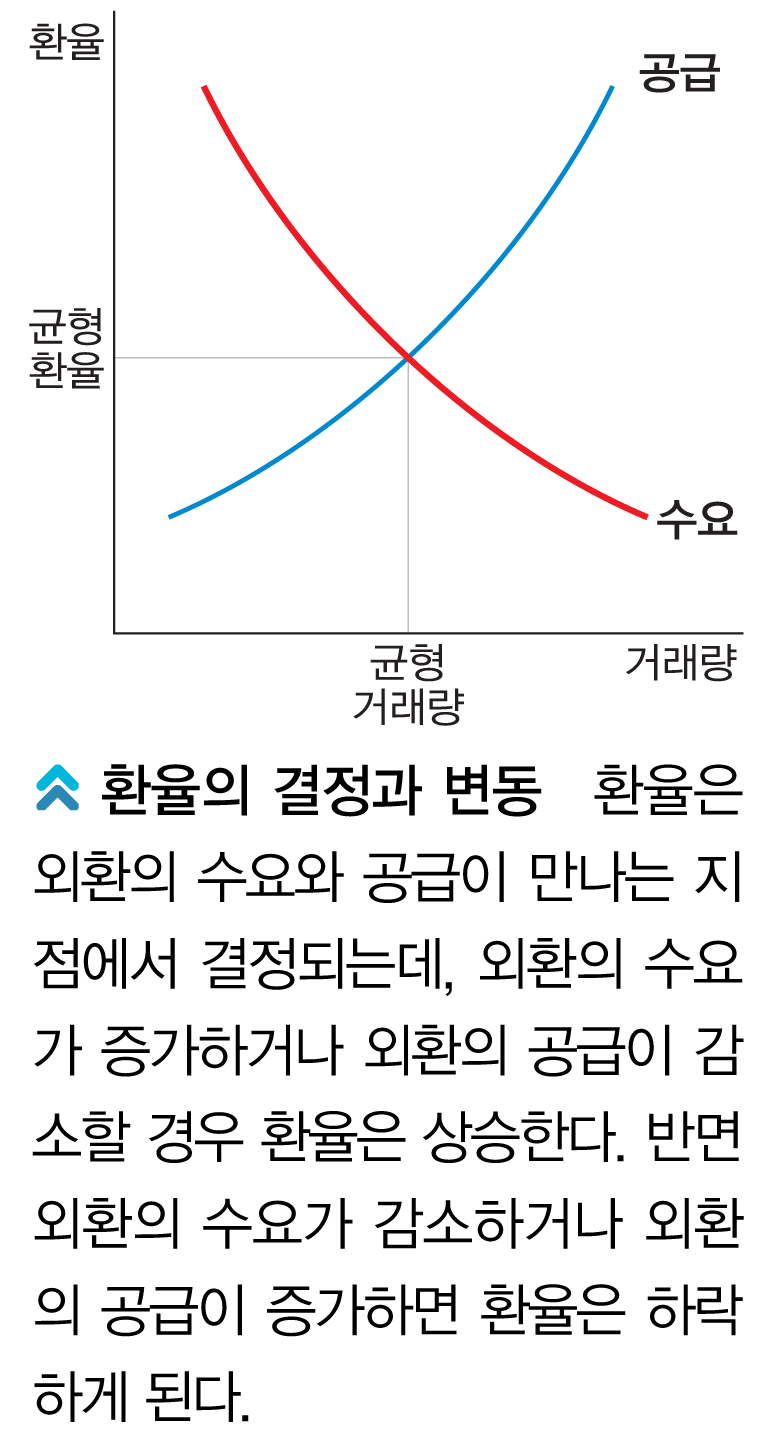 환율
공급
균형
환율
수요
균형
거래량
거래량
환율의 결정과 변동 환율은
외환의 수요와 공급이 만나는 지
점에서 결정되는데, 외환의 수요
가 증가하거나 외환의 공급이 감
소할 경우 환율은 상승한다. 반면
외환의 수요가 감소하거나 외환
의 공급이 증가하면 환율은 하락
하게 된다.